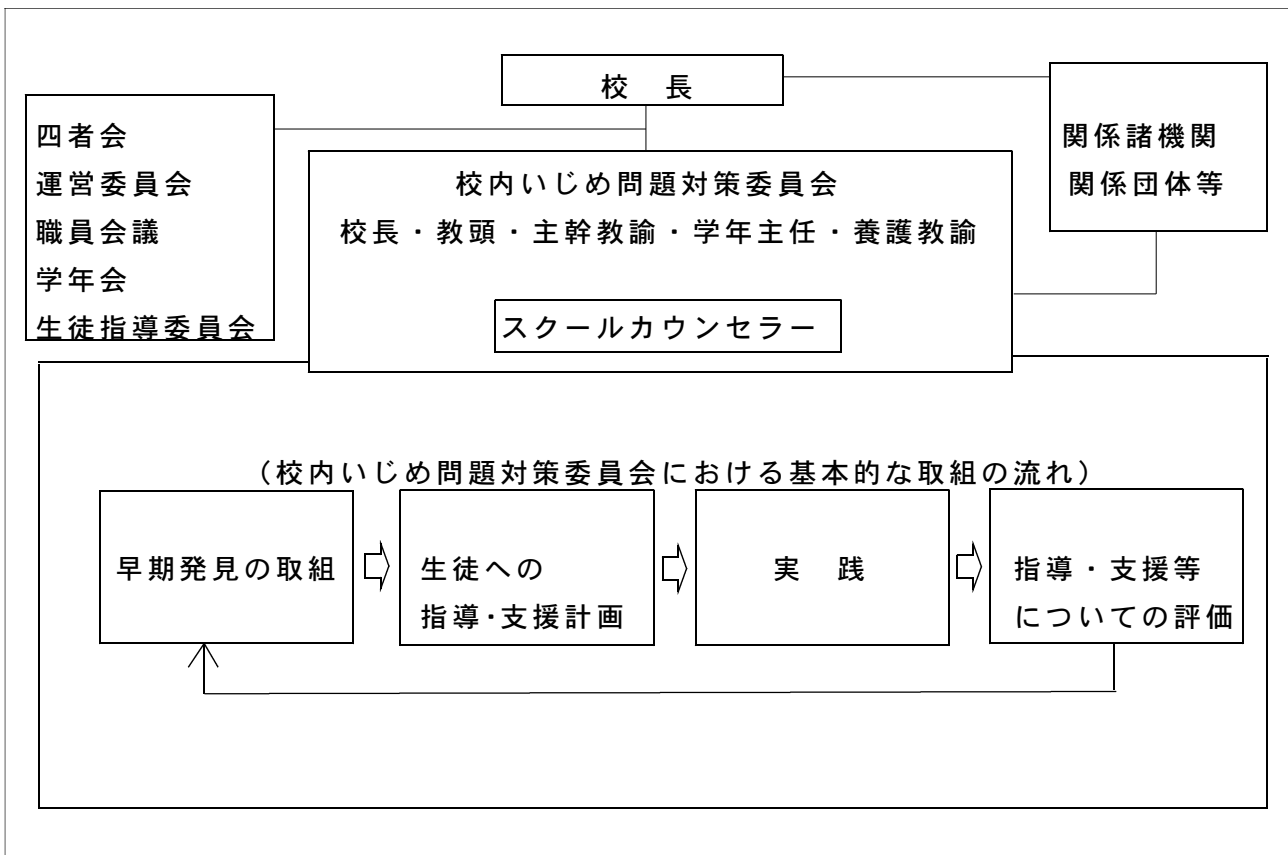 校　長
四者会
運営委員会
職員会議
学年会
生徒指導委員会
校内いじめ問題対策委員会
校長・教頭・主幹教諭・学年主任・養護教諭
スクールカウンセラー
関係諸機関
関係団体等
（校内いじめ問題対策委員会における基本的な取組の流れ）
早期発見の取組
生徒への
指導・支援計画
実　践
指導・支援等
についての評価